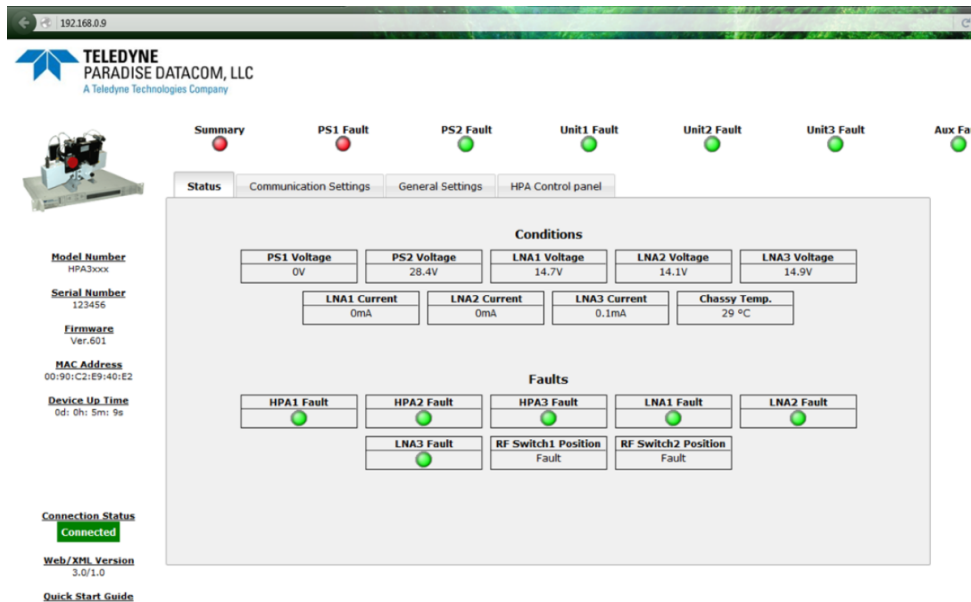 192.168.0.9
TELEDYNE
PARADISE DATACOM, LLC
A Teledyne Technologies Company
Summary PS1 Fault PS2 Fault Unit1 Fault Unit2 Fault Unit3 Fault Aux Fa
Status Communication Settings General Settings HPA Control panel
Conditions
PS1 Voltage PS2 Voltage LNA1 Voltage LNA2 Voltage LNA3 Voltage
0V 28.4V 14.7V 14.1V 14.9V
LNA1 Current LNA2 Current LNA3 Current Chassy Temp.
0mA 0mA 0.1mA 29 ºC
Faults
HPA1 Fault HPA2 Fault HPA3 Fault LNA1 Fault LNA2 Fault
LNA3 Fault RF Switch1 Position RF Switch2 Position
Fault Fault
Model Number
HPA3xxx
Serial Number
123456
Firmware
Ver.601
MAC Address
00:90:C2:E9:40:E2
Device Up Time
0d: 0h: 5m: 9s
Connection Status
Connected
Web/XML Version
3.0/1.0
Quick Start Guide